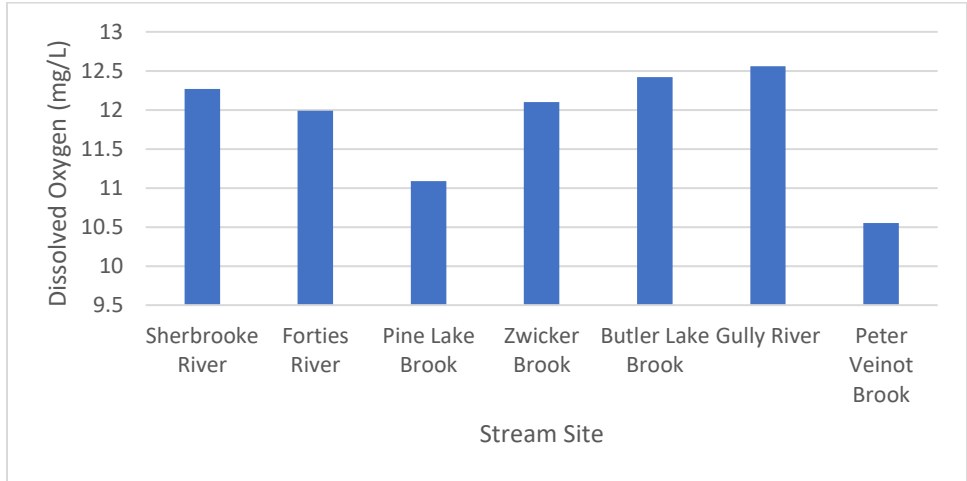 Dissolved Oxygen (mg/L)
13
12.5
12
11.5
11
10.5
10
9.5
Sherbrooke
River
Forties
River
Pine Lake
Brook
Zwicker
Brook
Butler Lake
Brook
Gully River
Peter
Veinot
Brook
Stream Site